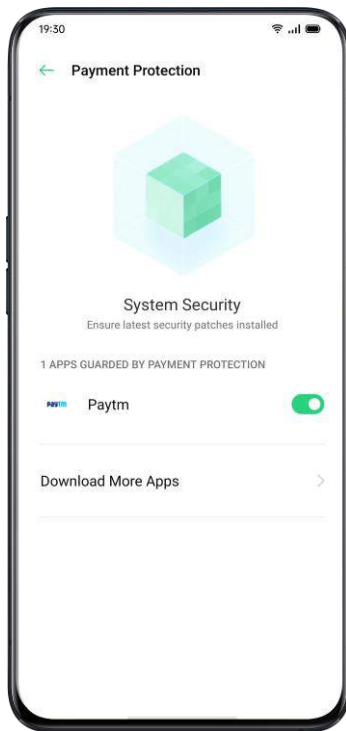 19:30
Payment Protection
System Security
Ensure latest security patches installed
1 APPS GUARDED BY PAYMENT PROTECTION
Paytm Paytm
Download More Apps